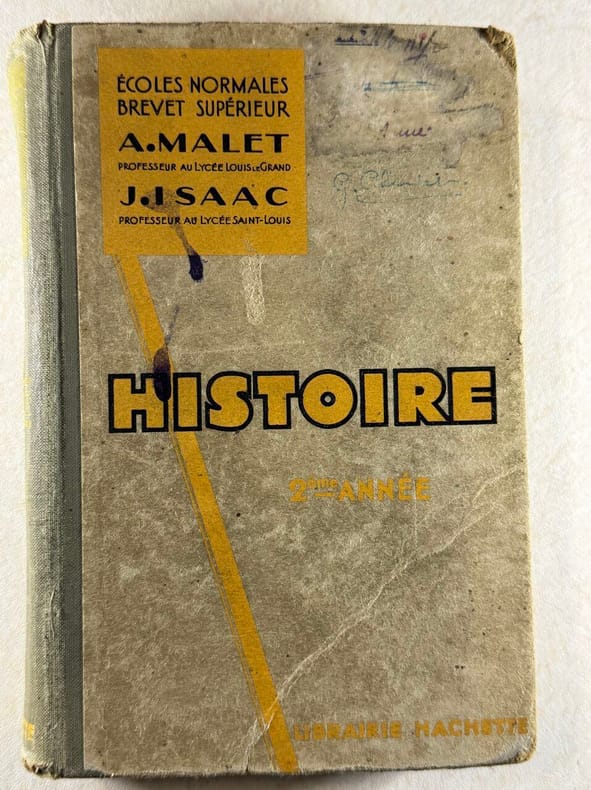 ÉCOLES NORMALES
BREVET SUPÉRIEUR
A. MALET
PROFESSEUR AU LYCÉE LOUIS LE GRAND
J. ISAAC
PROFESSEUR AU LYCÉE SAINT-LOUIS
HISTOIRE
2ème ANNÉE
LIBRAIRIE HACHETTE